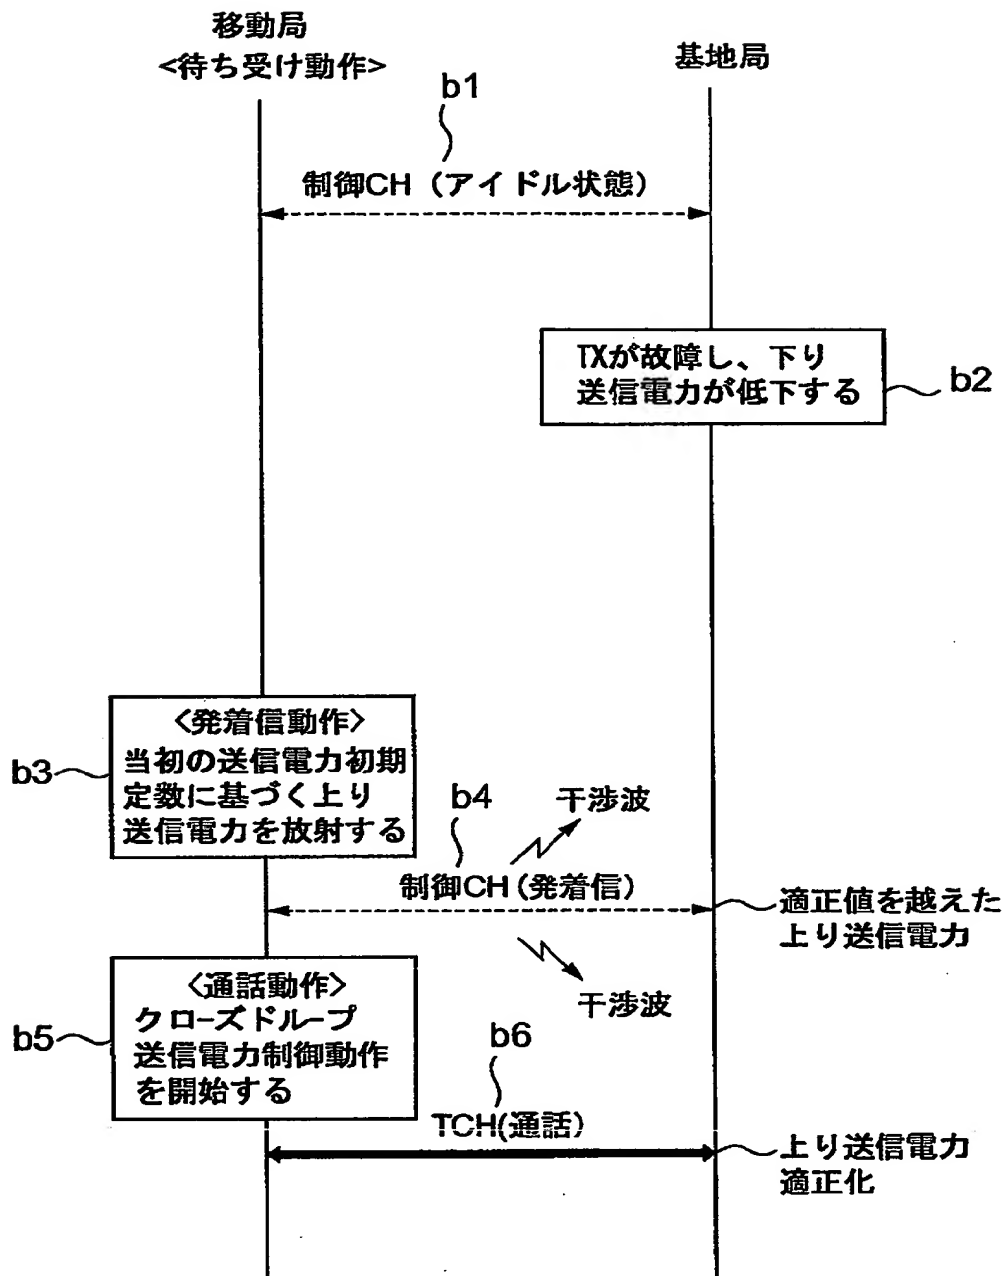 移動局
<待ち受け動作>
基地局
b1
制御CH（アイドル状態）
TXが故障し、下り
送信電力が低下する
b2
b3
<発着信動作>
当初の送信電力初期
定数に基づく上り
送信電力を放射する
b4
干渉波
制御CH(発着信)
適正値を越えた
上り送信電力
干渉波
b5
<通話動作>
クローズドループ
送信電力制御動作
を開始する
b6
TCH(通話)
上り送信電力
適正化